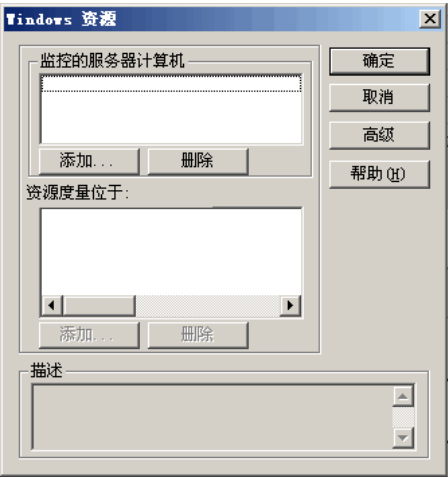 Windows 资源
监控的服务器计算机
确定
取消
高级
添加... 删除
帮助(H)
资源度量位于:
添加... 删除
描述